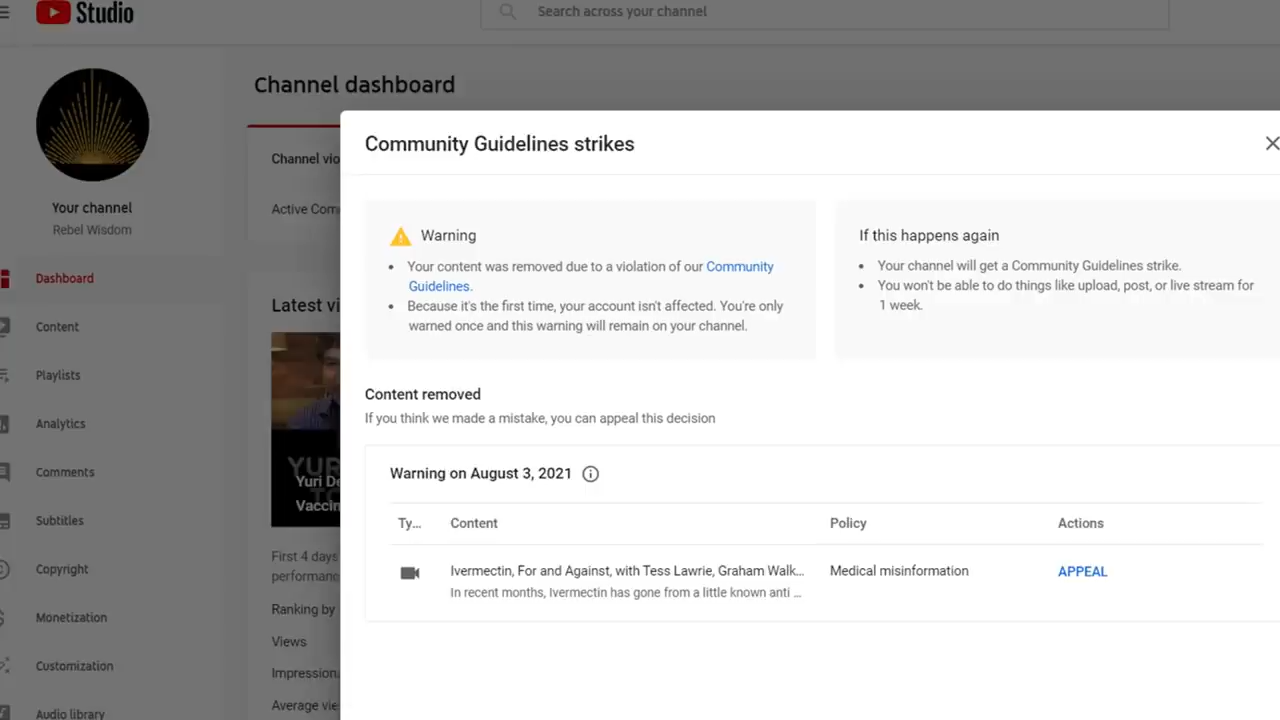 Studio
Search across your channel
Channel dashboard
Community Guidelines strikes
Channel vio
Warning
If this happens again
Your channel
Active Com
Rebel Wisdom
Your content was removed due to a violation of our Community
Guidelines.
Because it's the first time, your account isn't affected. You're only
warned once and this warning will remain on your channel.
Your channel will get a Community Guidelines strike.
You won't be able to do things like upload, post, or live stream for
1 week.
Dashboard
Latest vi
Content
Playlists
Analytics
Comments
Subtitles
Copyright
Monetization
Customization
Audio library
Content removed
If you think we made a mistake, you can appeal this decision
Warning on August 3, 2021
Ty... Content Policy Actions
Ivermectin, For and Against, with Tess Lawrie, Graham Walk... Medical misinformation APPEAL
In recent months, Ivermectin has gone from a little known anti ...
YUR
Yuri De
TO
Vaccin
First 4 days
performance
Ranking by
Views
Impression
Average vie